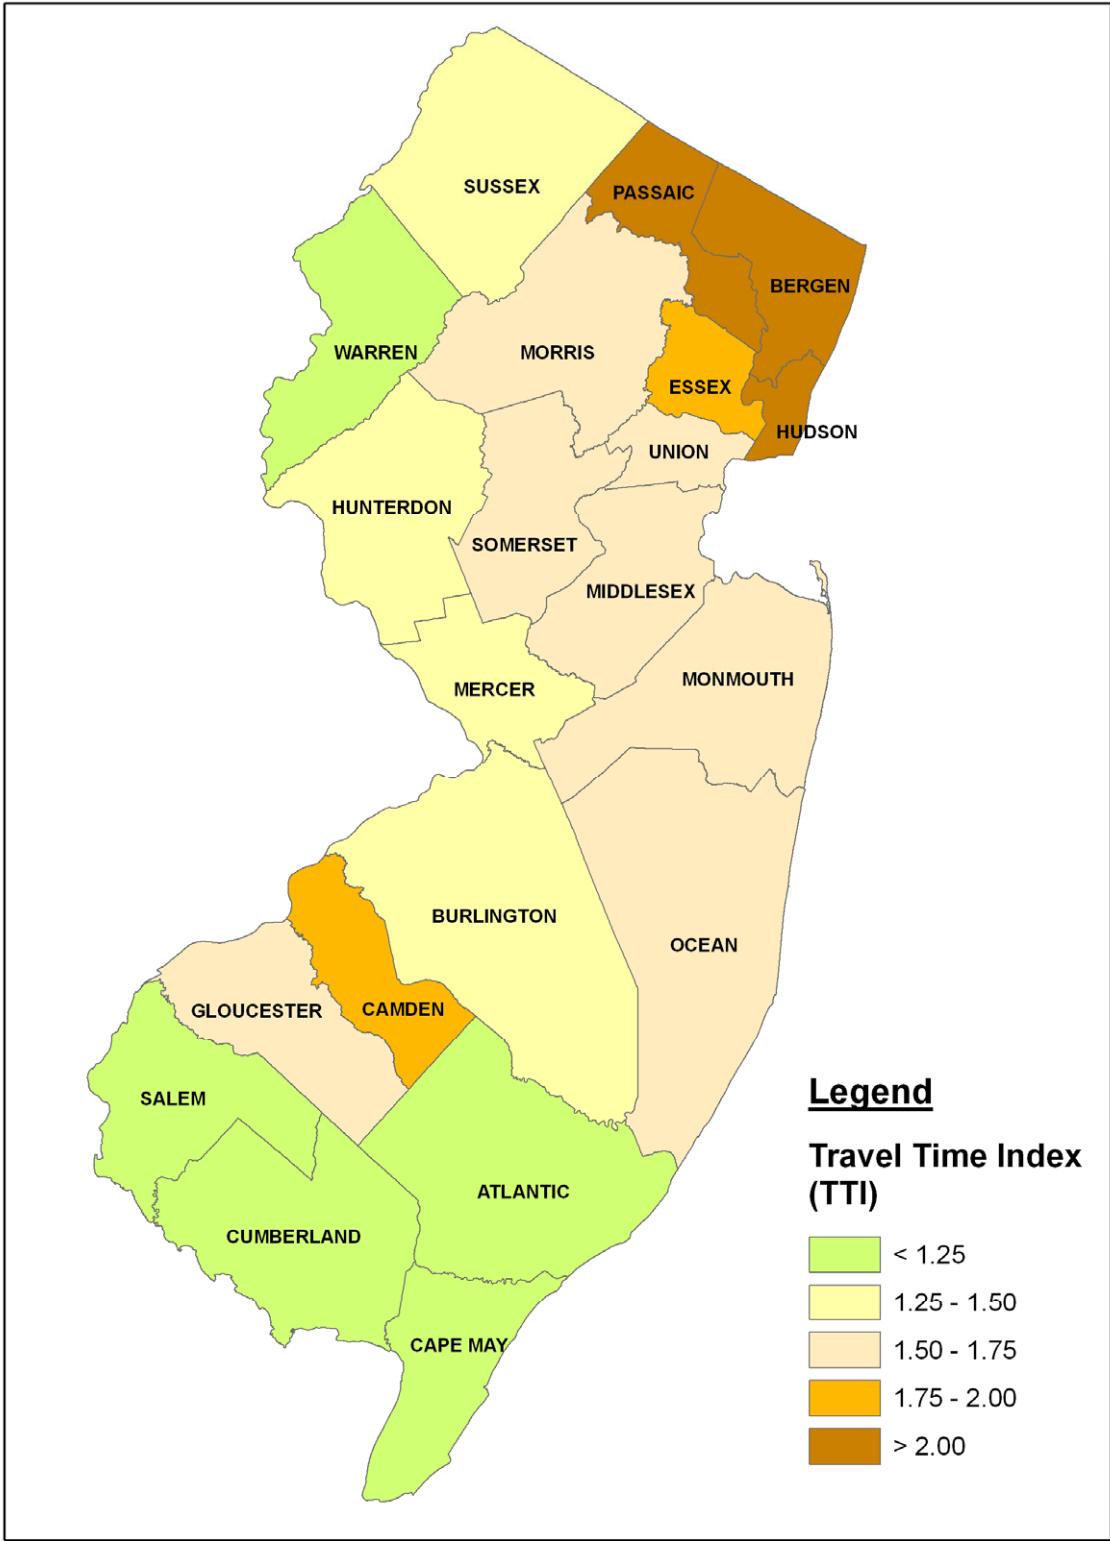 SUSSEX
PASSAIC
BERGEN
WARREN
MORRIS
ESSEX
HUDSON
UNION
HUNTERDON
SOMERSET
MIDDLESEX
MERCER
MONMOUTH
BURLINGTON
OCEAN
GLOUCESTER
CAMDEN
SALEM
ATLANTIC
CUMBERLAND
CAPE MAY
Legend
Travel Time Index
(TTI)
< 1.25
1.25 - 1.50
1.50 - 1.75
1.75 - 2.00
> 2.00